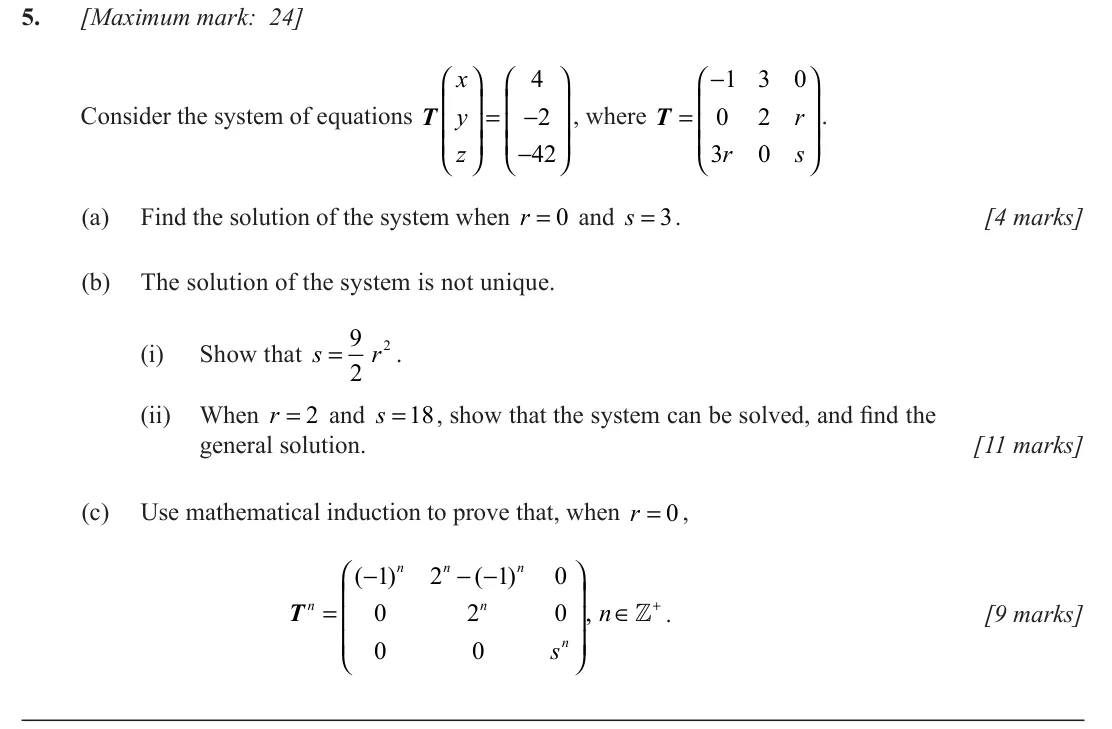 5. [Maximum mark: 24]
Consider the system of equations T(x y z) = (4 −2 −42), where T = (−1 3 0 0 2 r 3r 0 s).
(a) Find the solution of the system when r = 0 and s = 3. [4 marks]
(b) The solution of the system is not unique.
(i) Show that s = 9/2 r².
(ii) When r = 2 and s = 18, show that the system can be solved, and find the
general solution. [11 marks]
(c) Use mathematical induction to prove that, when r = 0,
Tⁿ = ((−1)ⁿ 2ⁿ − (−1)ⁿ 0 0 2ⁿ 0 0 0 sⁿ), n ∈ ℤ⁺. [9 marks]